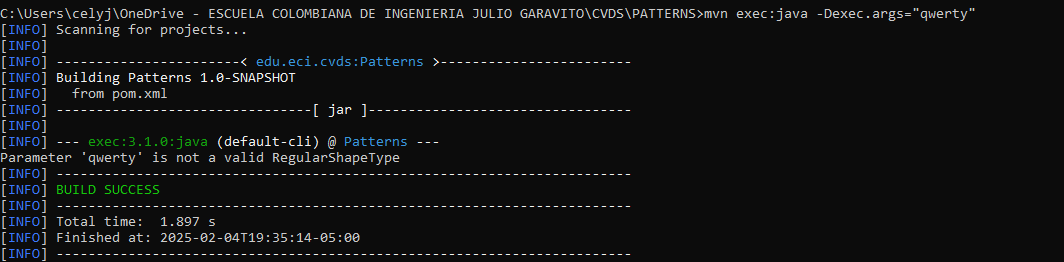 C:\Users\celyj\OneDrive - ESCUELA COLOMBIANA DE INGENIERIA JULIO GARAVITO\CVDS\PATTERNS>mvn exec:java -Dexec.args="qwerty"
[INFO] Scanning for projects...
[INFO]
[INFO] -----------------------< edu.eci.cvds:Patterns >------------------------
[INFO] Building Patterns 1.0-SNAPSHOT
[INFO]   from pom.xml
[INFO] --------------------------------[ jar ]---------------------------------
[INFO]
[INFO] --- exec:3.1.0:java (default-cli) @ Patterns ---
Parameter 'qwerty' is not a valid RegularShapeType
[INFO] ------------------------------------------------------------------------
[INFO] BUILD SUCCESS
[INFO] ------------------------------------------------------------------------
[INFO] Total time:  1.897 s
[INFO] Finished at: 2025-02-04T19:35:14-05:00
[INFO] ------------------------------------------------------------------------